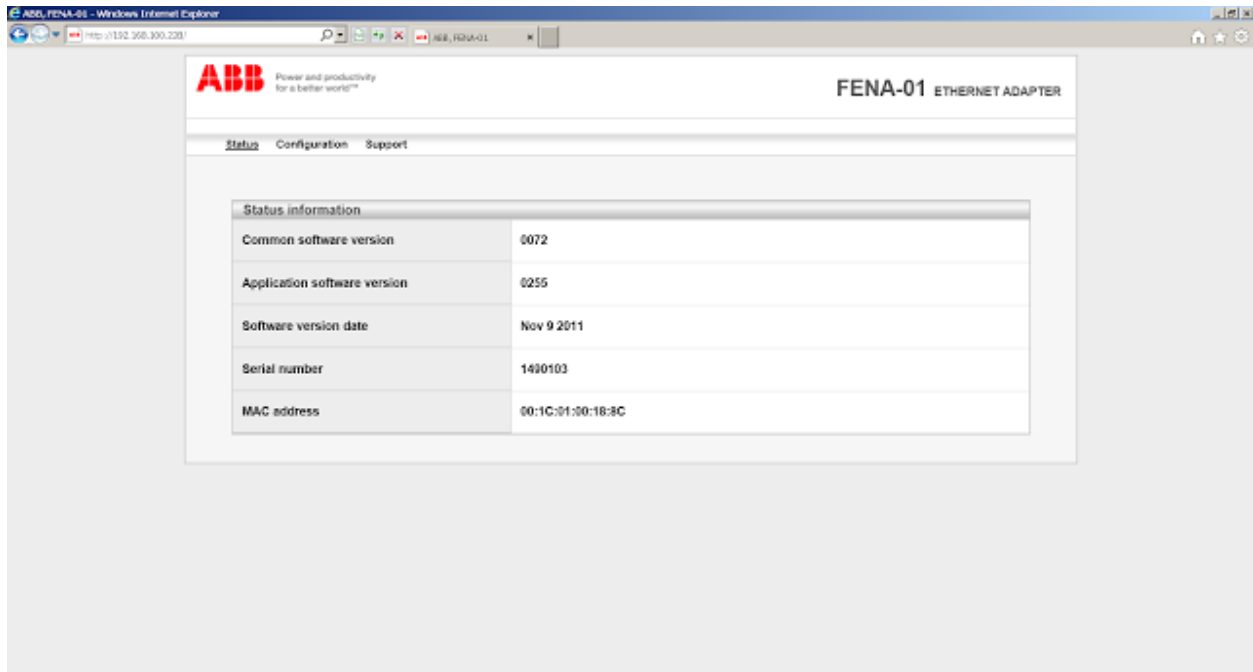 ABB, FENA-01 - Windows Internet Explorer
http://192.168.100.228/
ABB, FENA-01
ABB
Power and productivity
for a better world™
FENA-01 ETHERNET ADAPTER
Status Configuration Support
Status information
Common software version 0072
Application software version 0255
Software version date Nov 9 2011
Serial number 1490103
MAC address 00:1C:01:00:18:8C